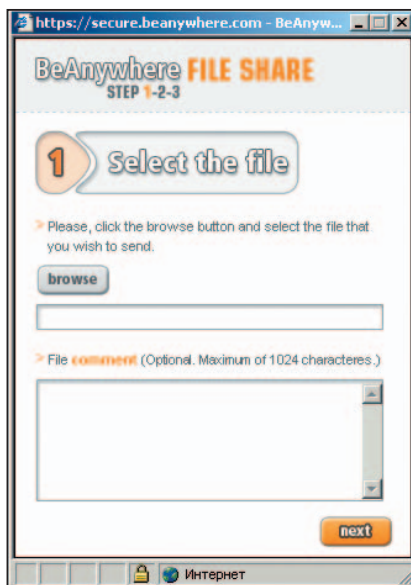 https://secure.beanywhere.com - BeAnyw...
BeAnywhere FILE SHARE
STEP 1-2-3
1 Select the file
> Please, click the browse button and select the file that
you wish to send.
browse
> File comment (Optional. Maximum of 1024 characteres.)
next
Интернет